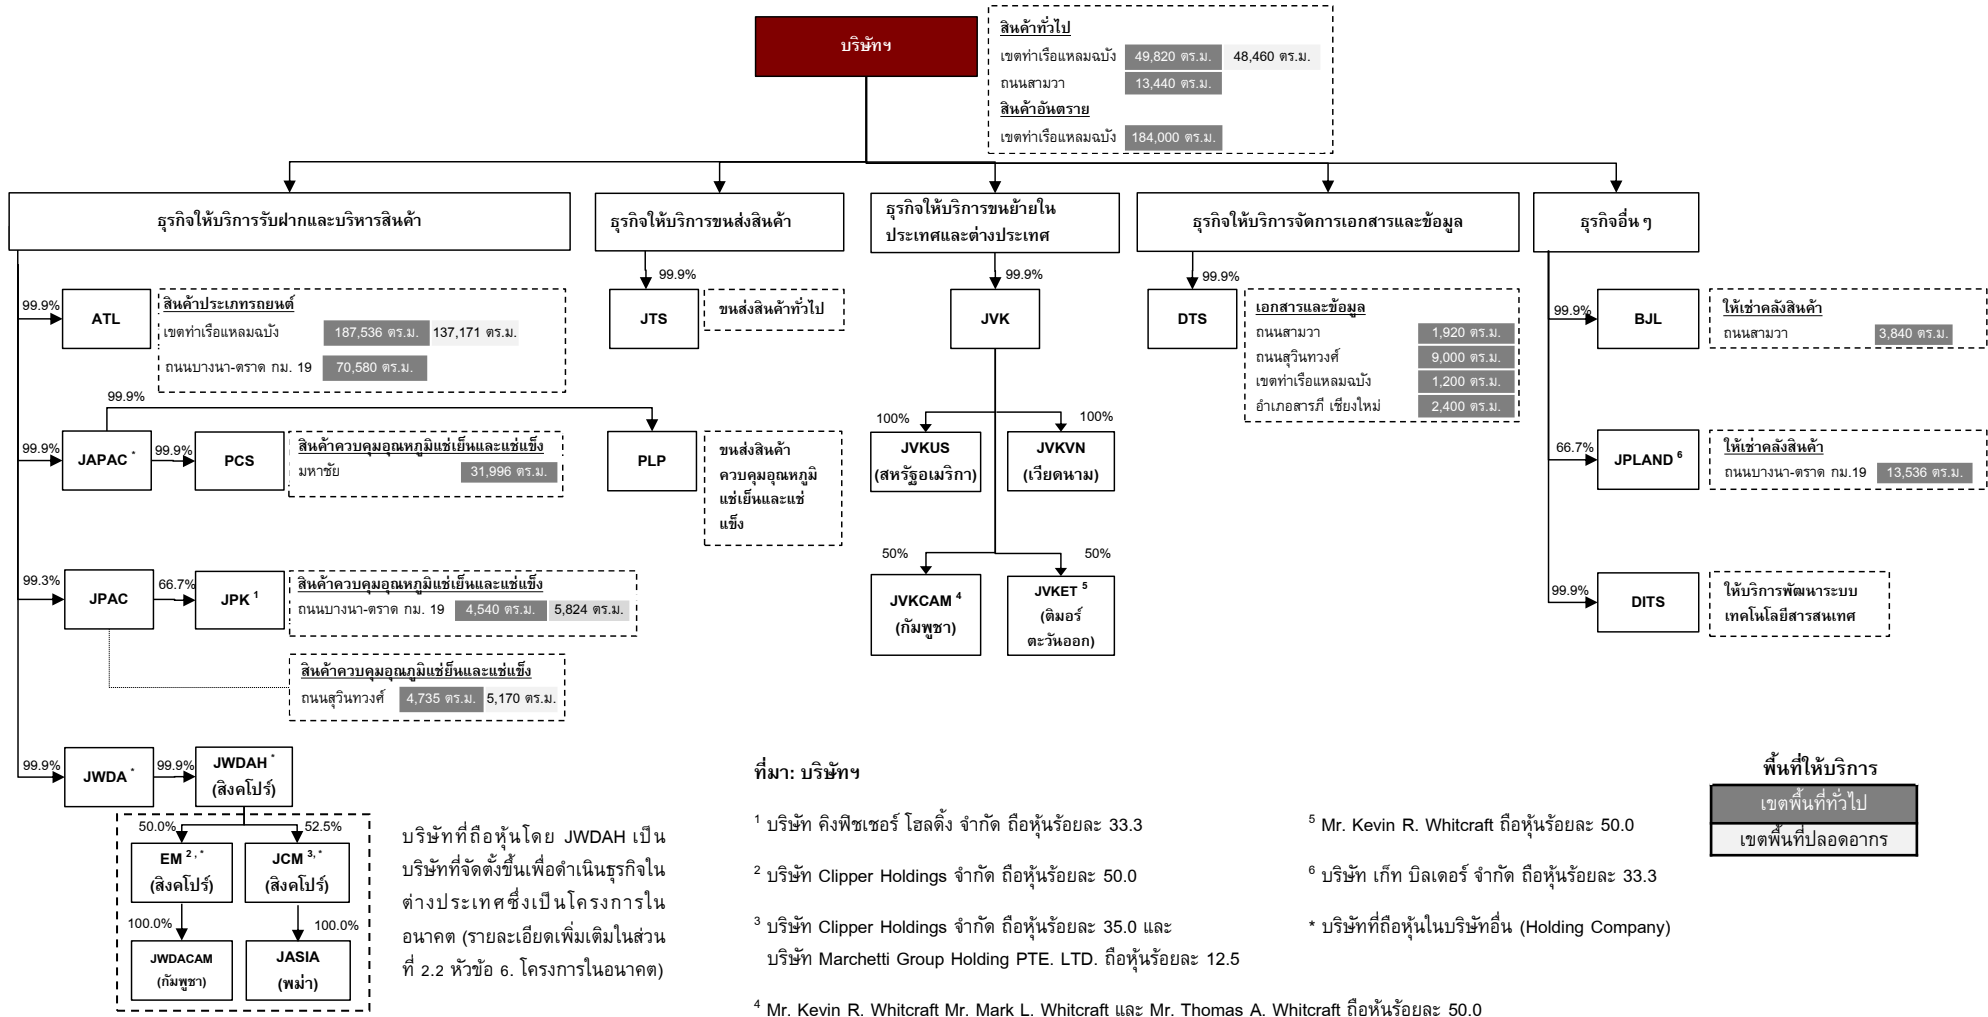 บริษัทฯ
สินค้าทั่วไป
เขตท่าเรือแหลมฉบัง 49,820 ตร.ม. 48,460 ตร.ม.
ถนนสามวา 13,440 ตร.ม.
สินค้าอันตราย
เขตท่าเรือแหลมฉบัง 184,000 ตร.ม.
ธุรกิจให้บริการรับฝากและบริหารสินค้า
ธุรกิจให้บริการขนส่งสินค้า
ธุรกิจให้บริการขนย้ายใน
ประเทศและต่างประเทศ
ธุรกิจให้บริการจัดการเอกสารและข้อมูล
ธุรกิจอื่น ๆ
99.9%
ATL
สินค้าประเภทรถยนต์
เขตท่าเรือแหลมฉบัง 187,536 ตร.ม. 137,171 ตร.ม.
ถนนบางนา-ตราด กม. 19 70,580 ตร.ม.
99.9%
JTS
ขนส่งสินค้าทั่วไป
99.9%
JVK
99.9%
DTS
เอกสารและข้อมูล
ถนนสามวา 1,920 ตร.ม.
ถนนสุวินทวงศ์ 9,000 ตร.ม.
เขตท่าเรือแหลมฉบัง 1,200 ตร.ม.
อำเภอสารภี เชียงใหม่ 2,400 ตร.ม.
99.9%
BJL
ให้เช่าคลังสินค้า
ถนนสามวา 3,840 ตร.ม.
99.9%
99.9%
JAPAC *
99.9%
PCS
สินค้าควบคุมอุณหภูมิแช่เย็นและแช่แข็ง
มหาชัย 31,996 ตร.ม.
PLP
ขนส่งสินค้า
ควบคุมอุณหภูมิ
แช่เย็นและแช่
แข็ง
100%
JVKUS
(สหรัฐอเมริกา)
100%
JVKVN
(เวียดนาม)
66.7%
JPLAND 6
ให้เช่าคลังสินค้า
ถนนบางนา-ตราด กม.19 13,536 ตร.ม.
99.3%
JPAC
66.7%
JPK 1
สินค้าควบคุมอุณหภูมิแช่เย็นและแช่แข็ง
ถนนบางนา-ตราด กม. 19 4,540 ตร.ม. 5,824 ตร.ม.
50%
JVKCAM 4
(กัมพูชา)
50%
JVKET 5
(ติมอร์
ตะวันออก)
99.9%
DITS
ให้บริการพัฒนาระบบ
เทคโนโลยีสารสนเทศ
สินค้าควบคุมอุณภูมิแช่ย็นและแช่แข็ง
ถนนสุวินทวงศ์ 4,735 ตร.ม. 5,170 ตร.ม.
99.9%
JWDA *
99.9%
JWDAH *
(สิงคโปร์)
50.0%
52.5%
EM 2, *
(สิงคโปร์)
JCM 3, *
(สิงคโปร์)
100.0%
100.0%
JWDACAM
(กัมพูชา)
JASIA
(พม่า)
บริษัทที่ถือหุ้นโดย JWDAH เป็น
บริษัทที่จัดตั้งขึ้นเพื่อดำเนินธุรกิจใน
ต่างประเทศซึ่งเป็นโครงการใน
อนาคต (รายละเอียดเพิ่มเติมในส่วน
ที่ 2.2 หัวข้อ 6. โครงการในอนาคต)
ที่มา: บริษัทฯ
1 บริษัท คิงฟิชเชอร์ โฮลดิ้ง จำกัด ถือหุ้นร้อยละ 33.3
2 บริษัท Clipper Holdings จำกัด ถือหุ้นร้อยละ 50.0
3 บริษัท Clipper Holdings จำกัด ถือหุ้นร้อยละ 35.0 และ
บริษัท Marchetti Group Holding PTE. LTD. ถือหุ้นร้อยละ 12.5
4 Mr. Kevin R. Whitcraft Mr. Mark L. Whitcraft และ Mr. Thomas A. Whitcraft ถือหุ้นร้อยละ 50.0
5 Mr. Kevin R. Whitcraft ถือหุ้นร้อยละ 50.0
6 บริษัท เก็ท บิลเดอร์ จำกัด ถือหุ้นร้อยละ 33.3
* บริษัทที่ถือหุ้นในบริษัทอื่น (Holding Company)
พื้นที่ให้บริการ
เขตพื้นที่ทั่วไป
เขตพื้นที่ปลอดอากร